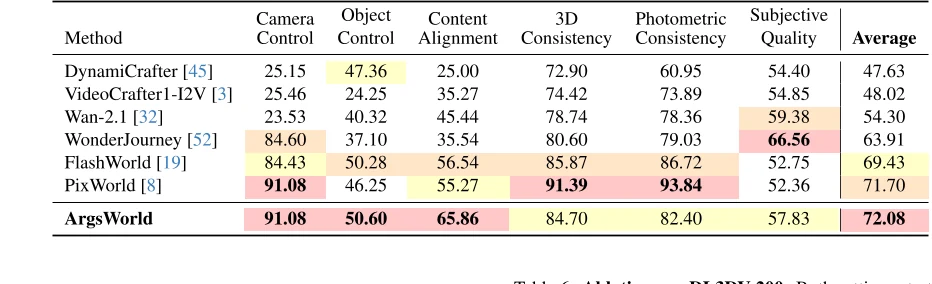 Method Camera Control Object Control Content Alignment 3D Consistency Photometric Consistency Subjective Quality Average
DynamiCrafter [45] 25.15 47.36 25.00 72.90 60.95 54.40 47.63
VideoCrafter1-I2V [3] 25.46 24.25 35.27 74.42 73.89 54.85 48.02
Wan-2.1 [32] 23.53 40.32 45.44 78.74 78.36 59.38 54.30
WonderJourney [52] 84.60 37.10 35.54 80.60 79.03 66.56 63.91
FlashWorld [19] 84.43 50.28 56.54 85.87 86.72 52.75 69.43
PixWorld [8] 91.08 46.25 55.27 91.39 93.84 52.36 71.70
ArgsWorld 91.08 50.60 65.86 84.70 82.40 57.83 72.08